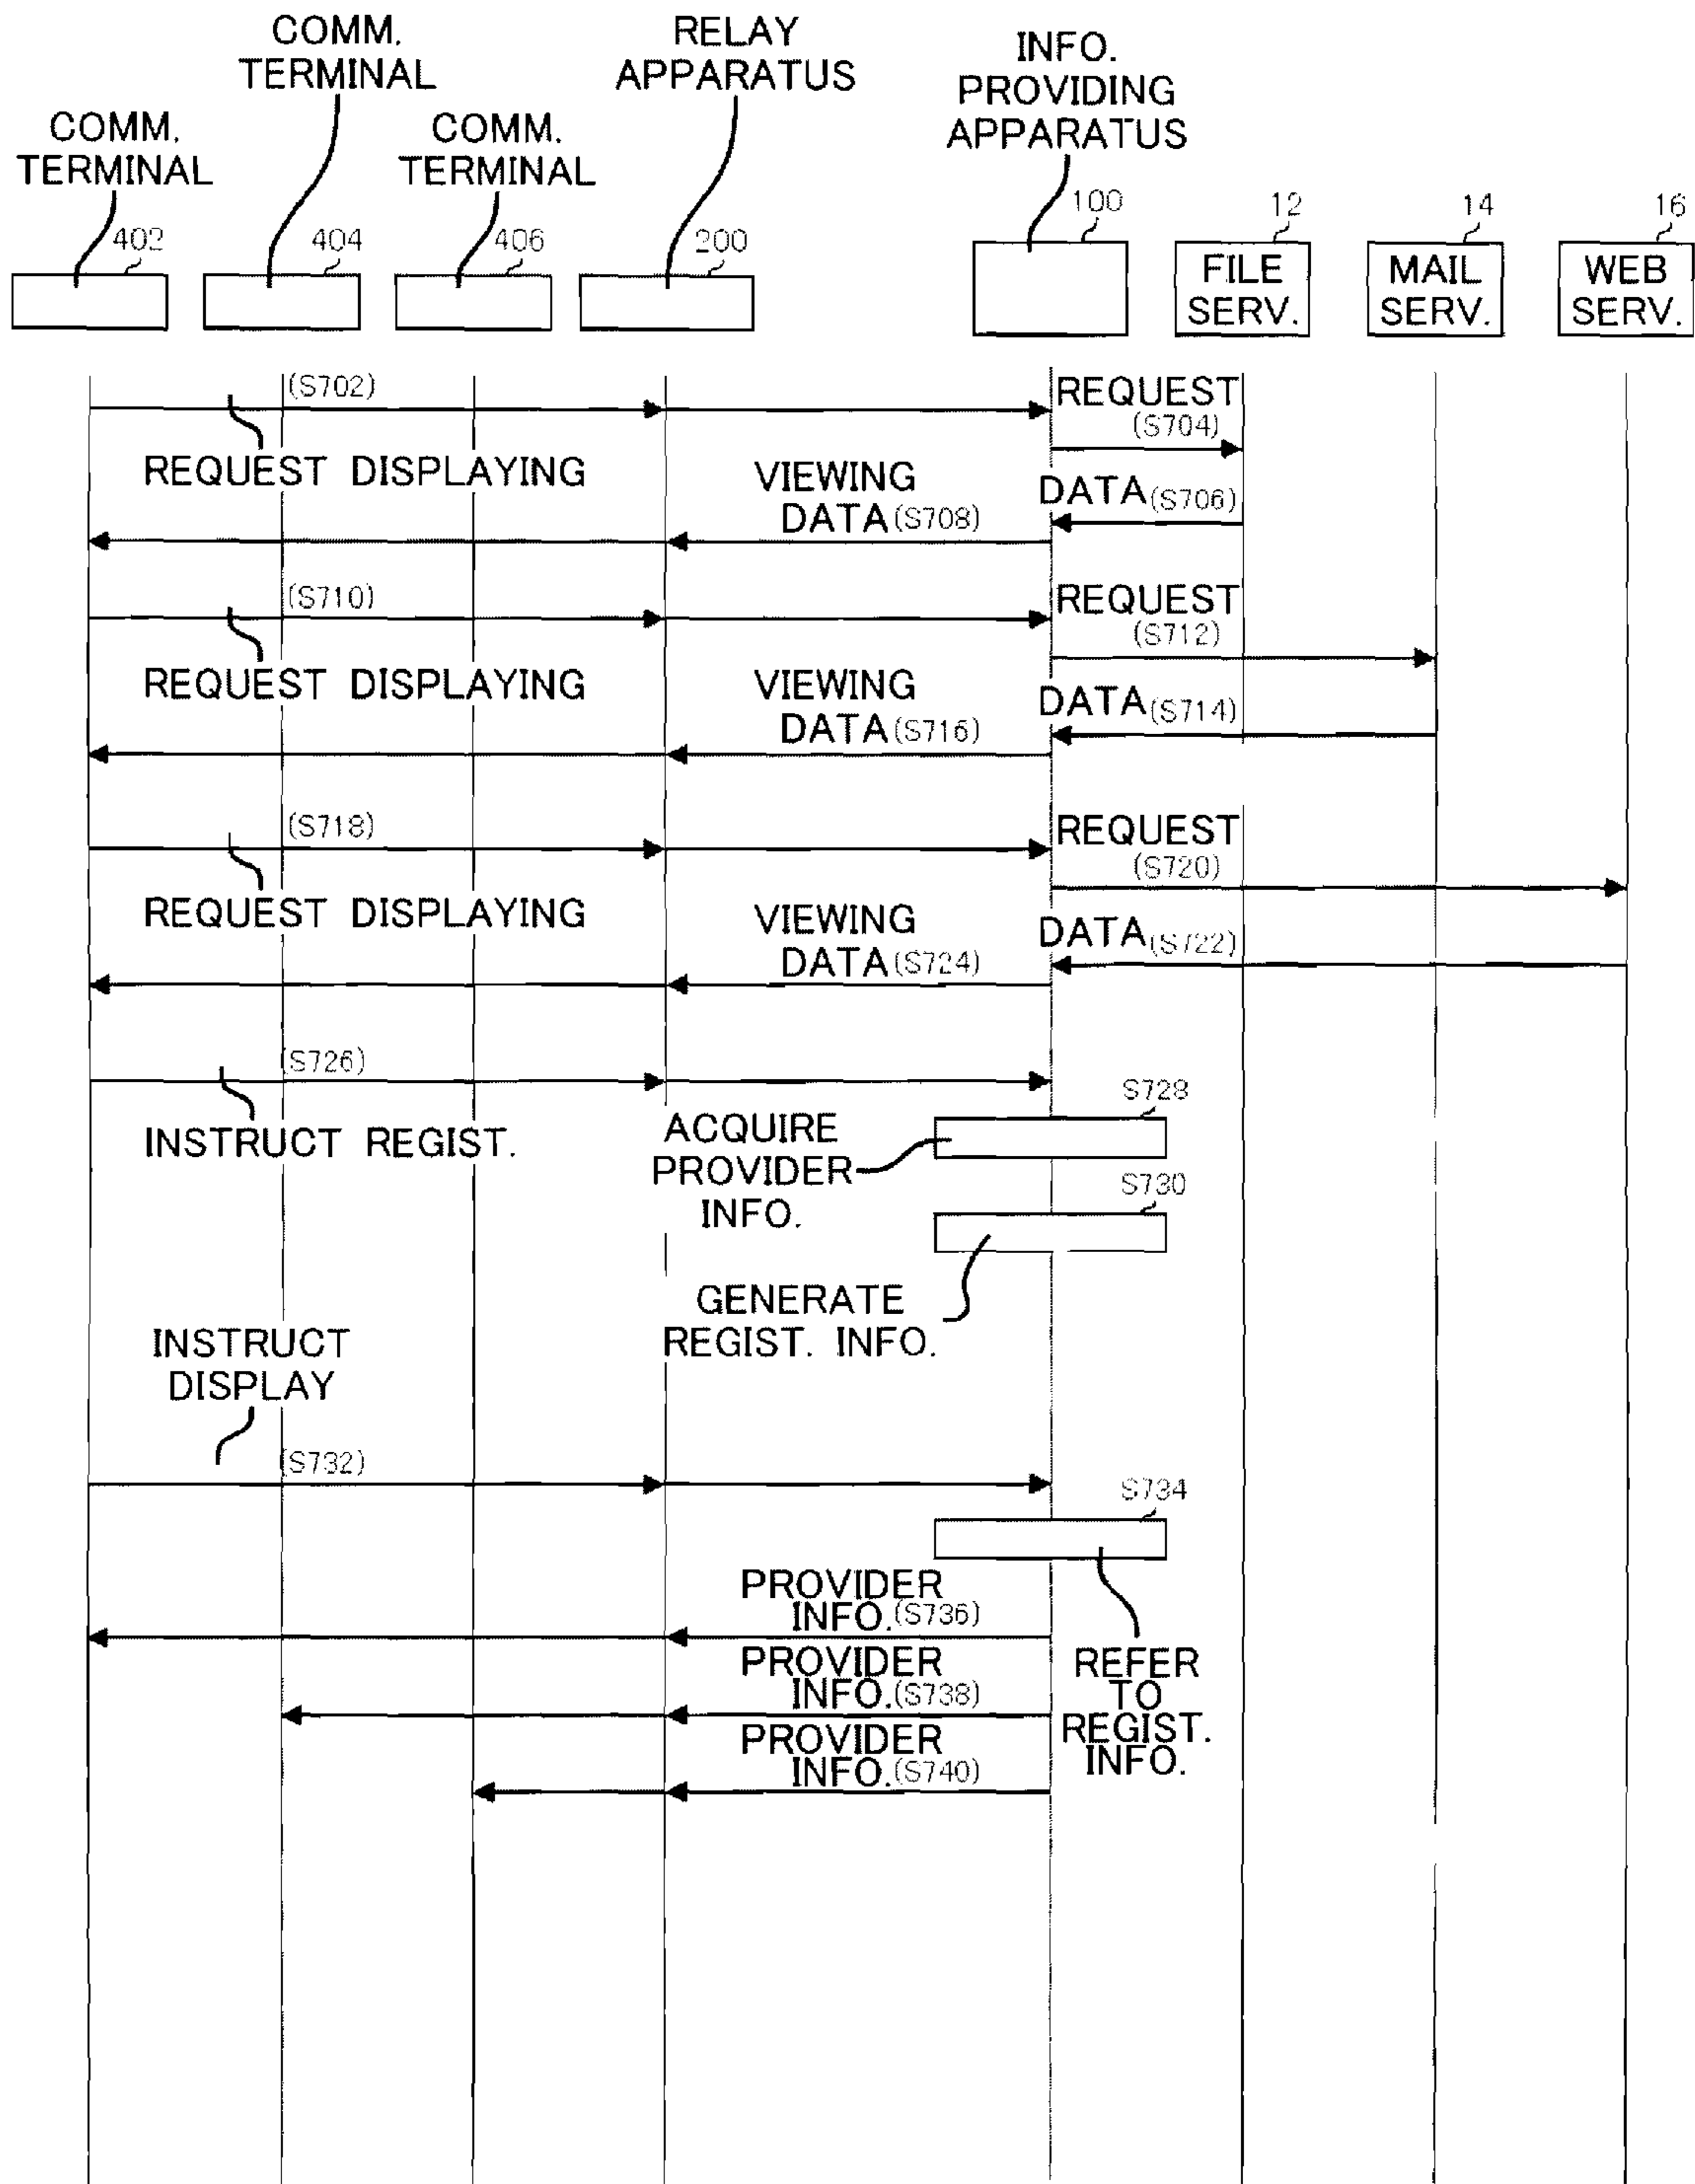 COMM.
TERMINAL
RELAY
APPARATUS
INFO.
PROVIDING
APPARATUS
COMM.
TERMINAL
COMM.
TERMINAL
402
404
406
200
100
12
14
16
FILE
SERV.
MAIL
SERV.
WEB
SERV.
(S702)
REQUEST
(S704)
REQUEST DISPLAYING
VIEWING
DATA(S708)
DATA(S706)
(S710)
REQUEST
(S712)
REQUEST DISPLAYING
VIEWING
DATA(S716)
DATA(S714)
(S718)
REQUEST
(S720)
REQUEST DISPLAYING
VIEWING
DATA(S724)
DATA(S722)
(S726)
INSTRUCT REGIST.
S728
ACQUIRE
PROVIDER
INFO.
S730
GENERATE
REGIST. INFO.
INSTRUCT
DISPLAY
(S732)
S734
PROVIDER
INFO.(S736)
PROVIDER
INFO.(S738)
PROVIDER
INFO.(S740)
REFER
TO
REGIST.
INFO.